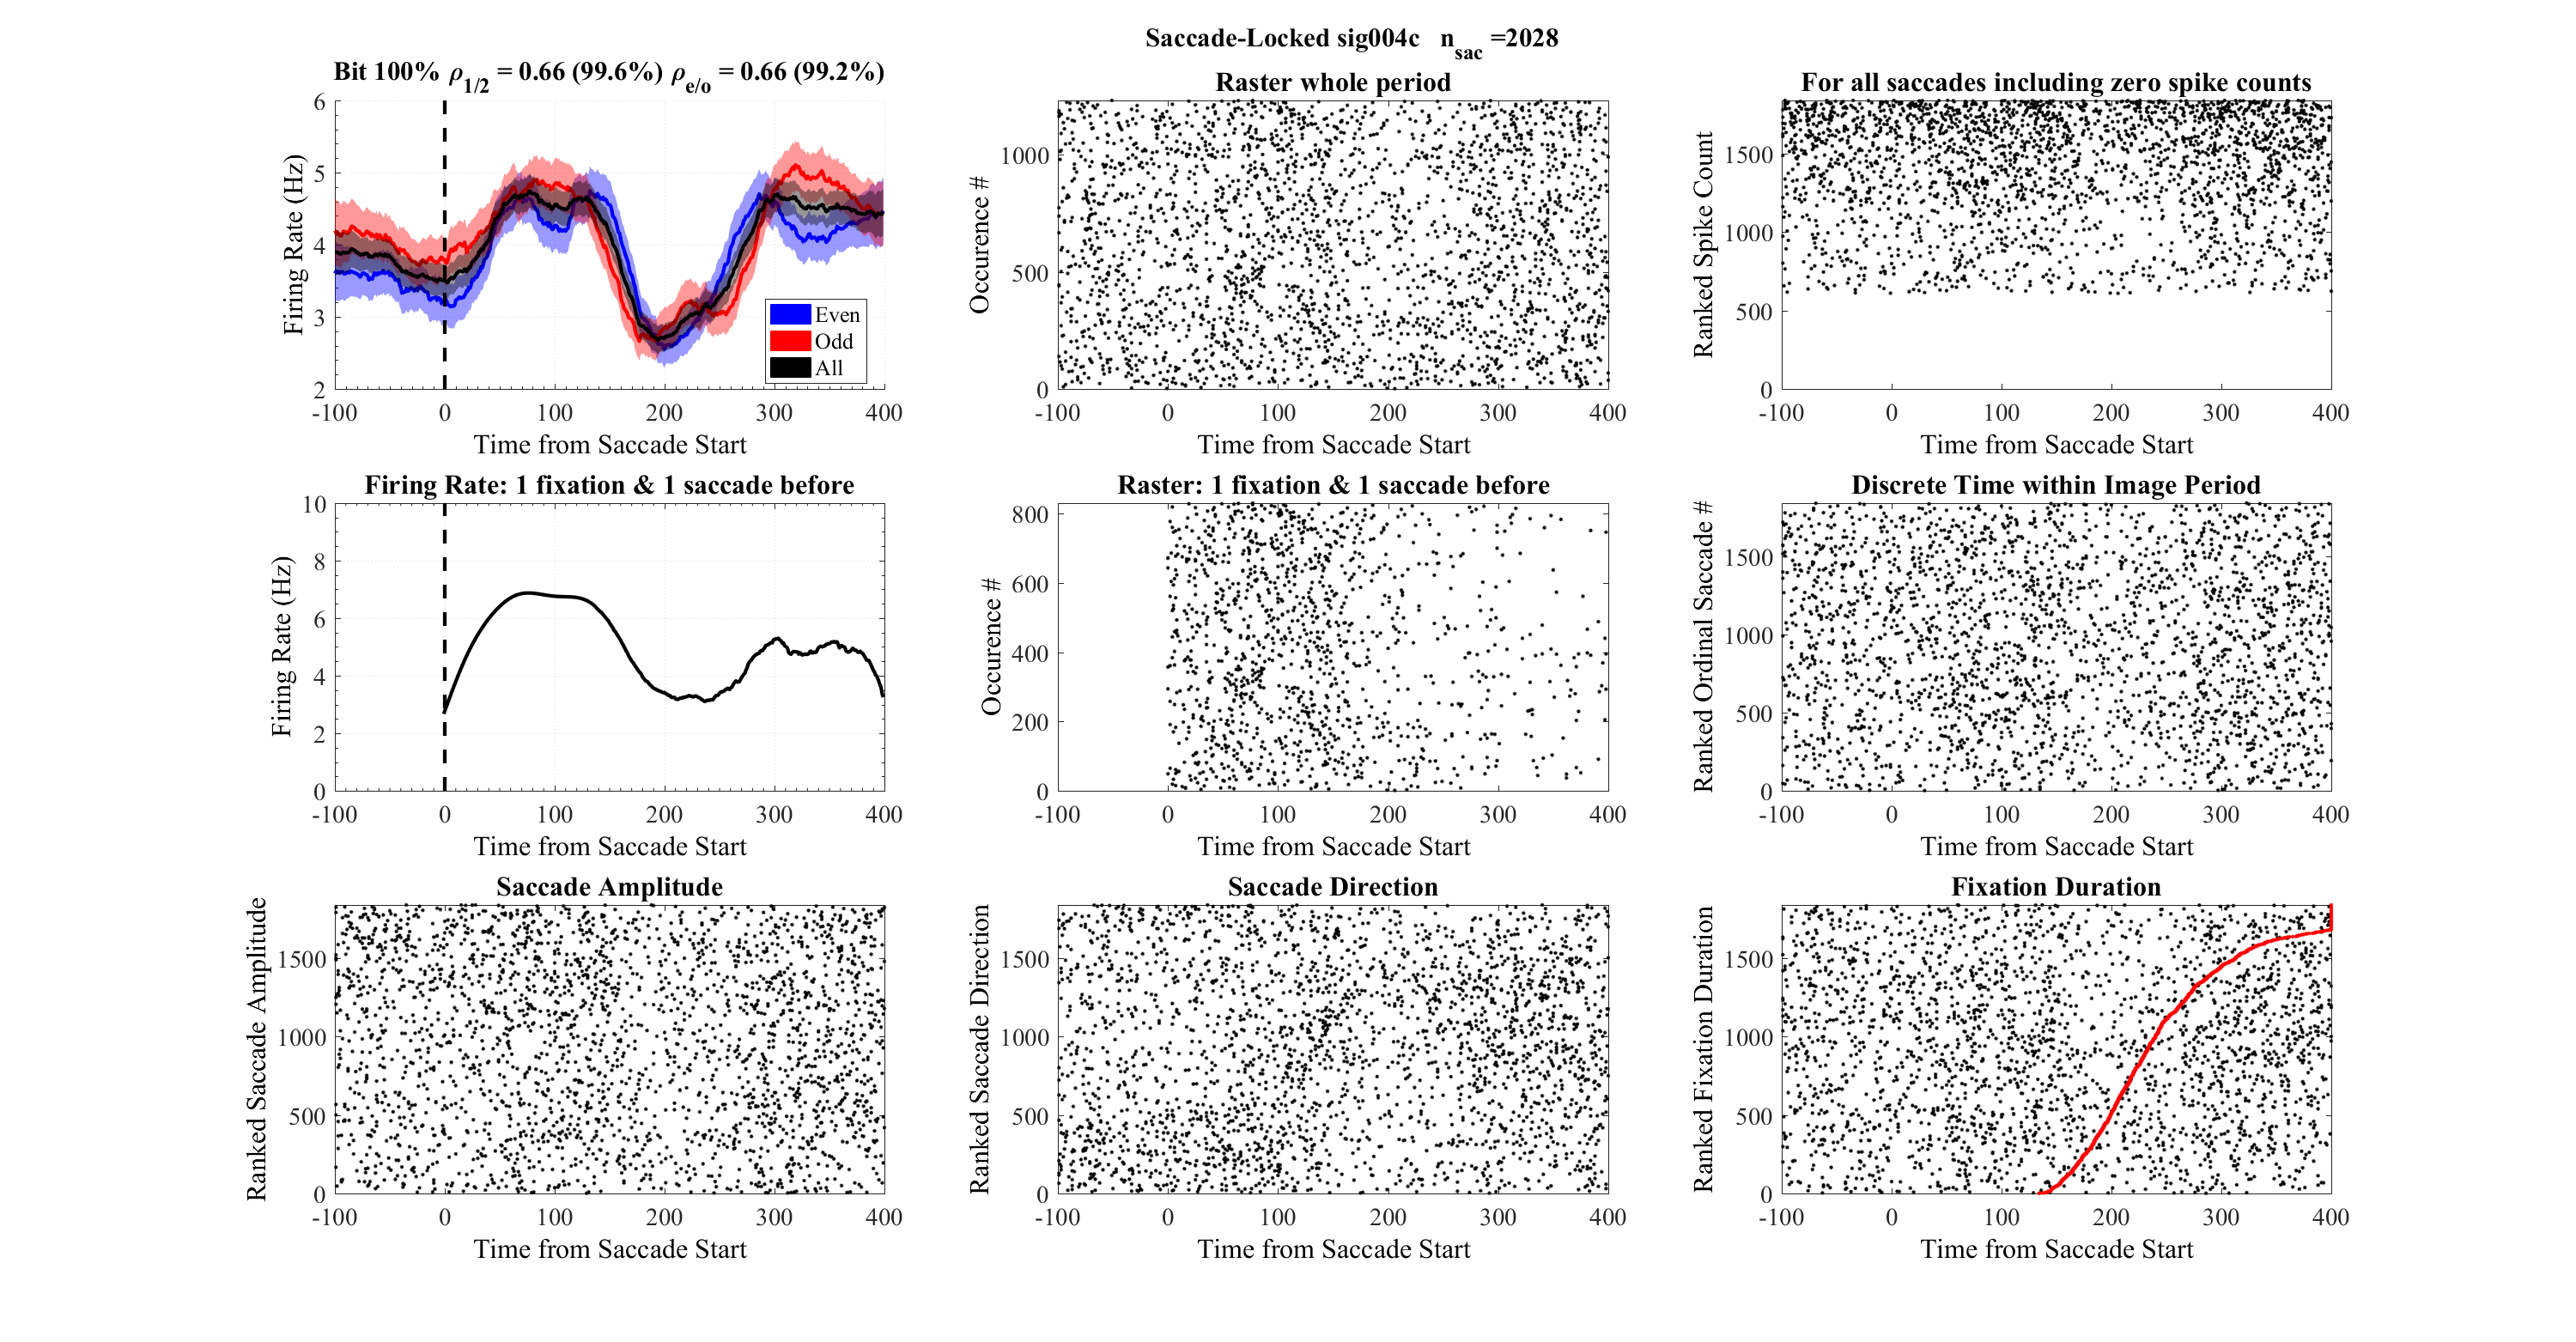 Saccade-Locked sig004c n_sac =2028
Bit 100% ρ_1/2 = 0.66 (99.6%) ρ_e/o = 0.66 (99.2%)
6
5
4
3
2
Firing Rate (Hz)
Even
Odd
All
-100 0 100 200 300 400
Time from Saccade Start
Raster whole period
1000
500
0
Occurence #
-100 0 100 200 300 400
Time from Saccade Start
For all saccades including zero spike counts
1500
1000
500
0
Ranked Spike Count
-100 0 100 200 300 400
Time from Saccade Start
Firing Rate: 1 fixation & 1 saccade before
10
8
6
4
2
0
Firing Rate (Hz)
-100 0 100 200 300 400
Time from Saccade Start
Raster: 1 fixation & 1 saccade before
800
600
400
200
0
Occurence #
-100 0 100 200 300 400
Time from Saccade Start
Discrete Time within Image Period
1500
1000
500
0
Ranked Ordinal Saccade #
-100 0 100 200 300 400
Time from Saccade Start
Saccade Amplitude
1500
1000
500
0
Ranked Saccade Amplitude
-100 0 100 200 300 400
Time from Saccade Start
Saccade Direction
1500
1000
500
0
Ranked Saccade Direction
-100 0 100 200 300 400
Time from Saccade Start
Fixation Duration
1500
1000
500
0
Ranked Fixation Duration
-100 0 100 200 300 400
Time from Saccade Start